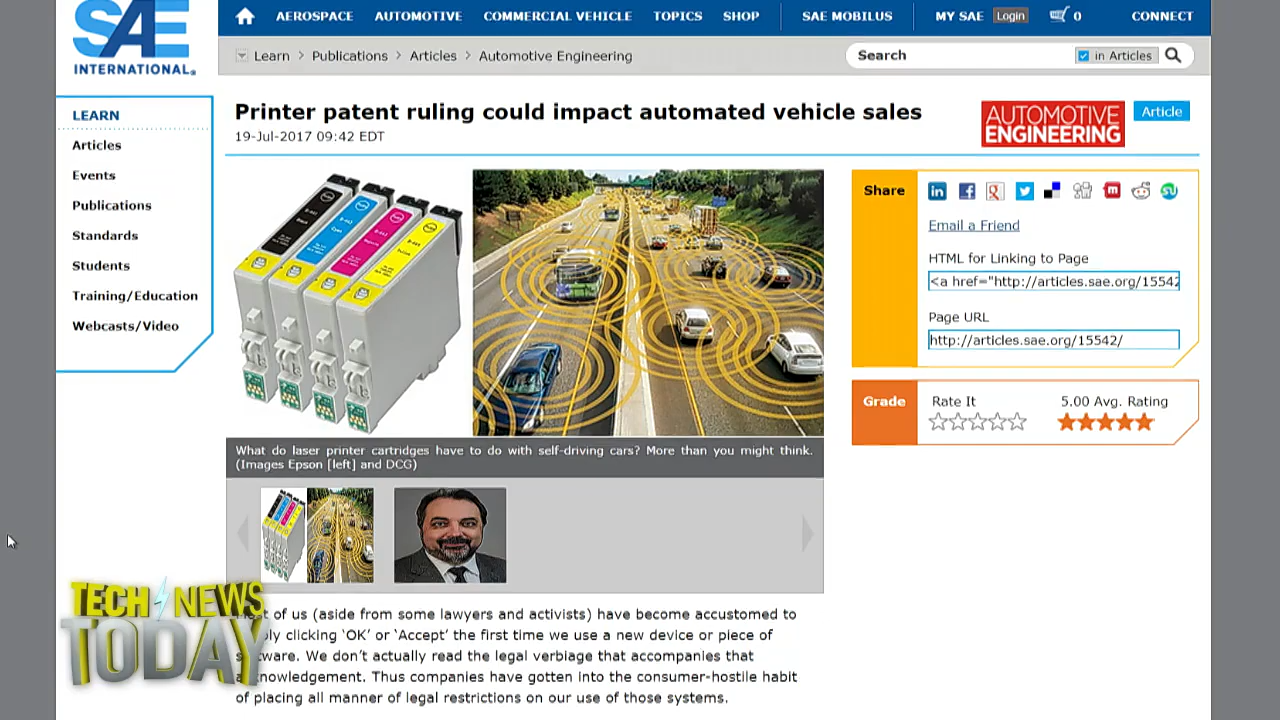 SAE
INTERNATIONAL®
AEROSPACE AUTOMOTIVE COMMERCIAL VEHICLE TOPICS SHOP SAE MOBILUS MY SAE Login 0 CONNECT
Learn > Publications > Articles > Automotive Engineering
Search in Articles
LEARN
Articles
Events
Publications
Standards
Students
Training/Education
Webcasts/Video
Printer patent ruling could impact automated vehicle sales
19-Jul-2017 09:42 EDT
AUTOMOTIVE
ENGINEERING
Article
What do laser printer cartridges have to do with self-driving cars? More than you might think.
(Images Epson [left] and DCG)
Share
Email a Friend
HTML for Linking to Page
<a href="http://articles.sae.org/15542
Page URL
http://articles.sae.org/15542/
Grade
Rate It 5.00 Avg. Rating
of us (aside from some lawyers and activists) have become accustomed to
clicking ‘OK’ or ‘Accept’ the first time we use a new device or piece of
We don’t actually read the legal verbiage that accompanies that
Thus companies have gotten into the consumer-hostile habit
of placing all manner of legal restrictions on our use of those systems.
TECH NEWS
TODAY